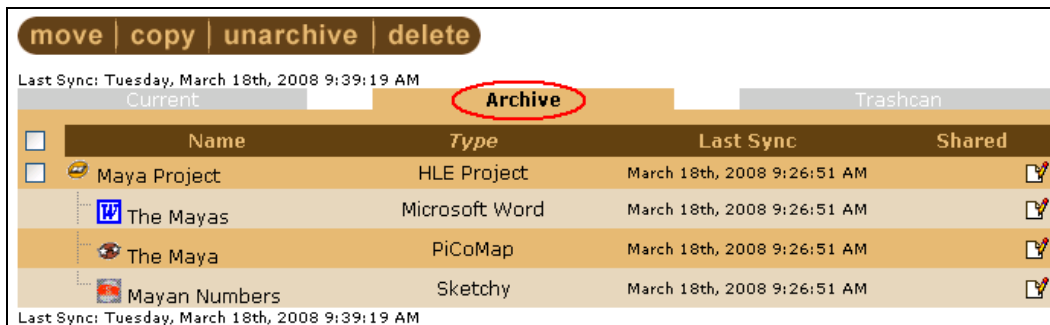 move | copy | unarchive | delete
Last Sync: Tuesday, March 18th, 2008 9:39:19 AM
Current Archive Trashcan
Name Type Last Sync Shared
Maya Project HLE Project March 18th, 2008 9:26:51 AM
The Mayas Microsoft Word March 18th, 2008 9:26:51 AM
The Maya PiCoMap March 18th, 2008 9:26:51 AM
Mayan Numbers Sketchy March 18th, 2008 9:26:51 AM
Last Sync: Tuesday, March 18th, 2008 9:39:19 AM